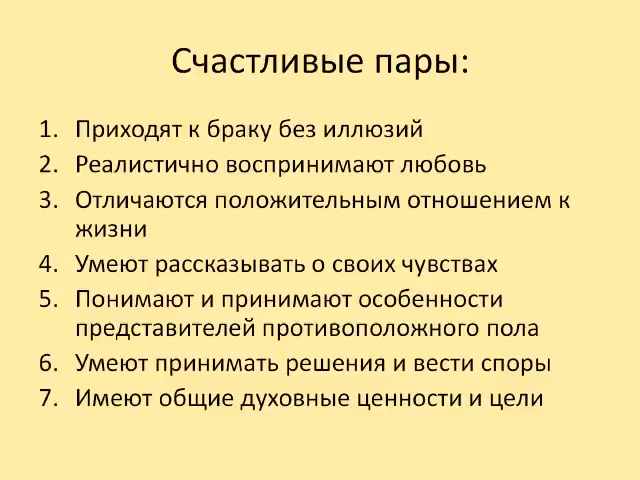 Счастливые пары:
1. Приходят к браку без иллюзий
2. Реалистично воспринимают любовь
3. Отличаются положительным отношением к
жизни
4. Умеют рассказывать о своих чувствах
5. Понимают и принимают особенности
представителей противоположного пола
6. Умеют принимать решения и вести споры
7. Имеют общие духовные ценности и цели